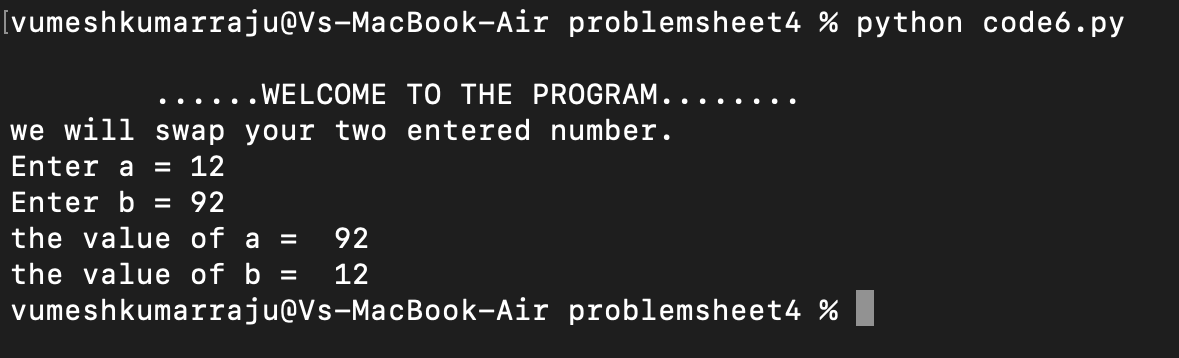 [vumeshkumarraju@Vs-MacBook-Air problemsheet4 % python code6.py
......WELCOME TO THE PROGRAM........
we will swap your two entered number.
Enter a = 12
Enter b = 92
the value of a =  92
the value of b =  12
vumeshkumarraju@Vs-MacBook-Air problemsheet4 %